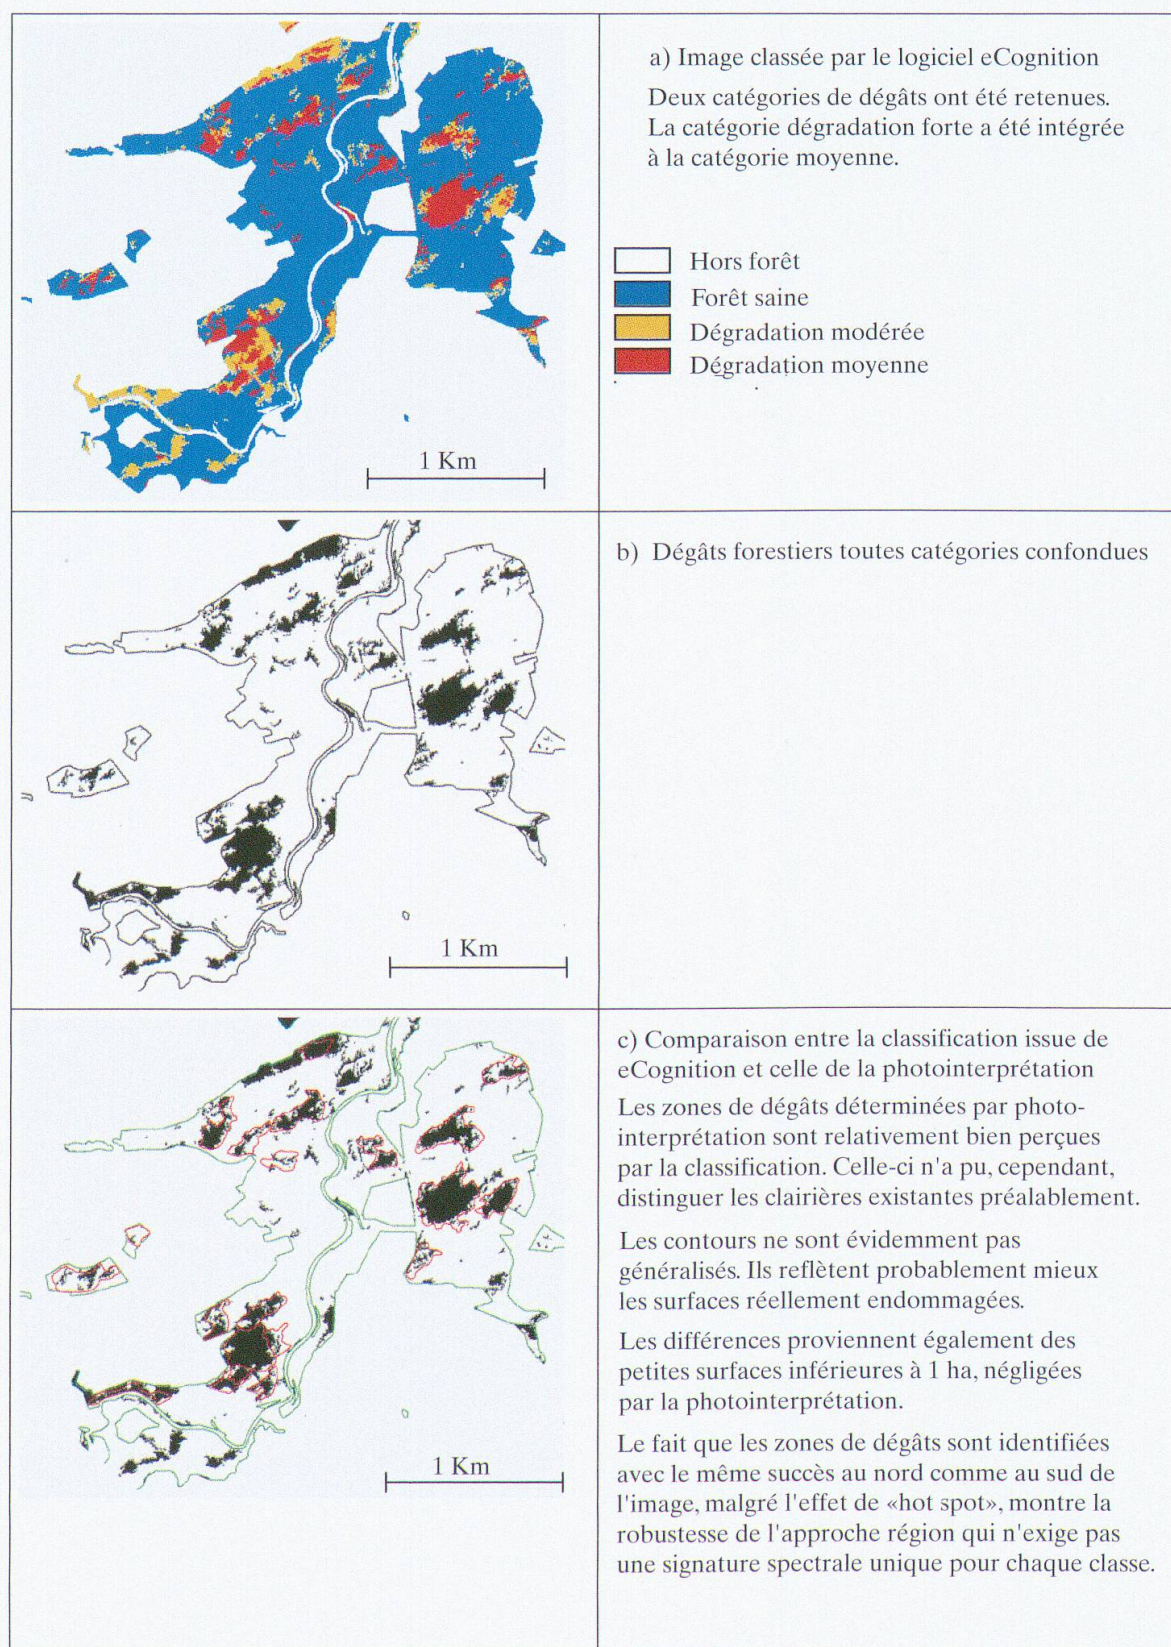 a) Image classée par le logiciel eCognition
Deux catégories de dégâts ont été retenues.
La catégorie dégradation forte a été intégrée
à la catégorie moyenne.
Hors forêt
Forêt saine
Dégradation modérée
Dégradation moyenne
1 Km
b) Dégâts forestiers toutes catégories confondues
1 Km
c) Comparaison entre la classification issue de
eCognition et celle de la photointerprétation
Les zones de dégâts déterminées par photo-
interprétation sont relativement bien perçues
par la classification. Celle-ci n'a pu, cependant,
distinguer les clairières existantes préalablement.
Les contours ne sont évidemment pas
généralisés. Ils reflètent probablement mieux
les surfaces réellement endommagées.
Les différences proviennent également des
petites surfaces inférieures à 1 ha, négligées
par la photointerprétation.
Le fait que les zones de dégâts sont identifiées
avec le même succès au nord comme au sud de
l'image, malgré l'effet de «hot spot», montre la
robustesse de l'approche région qui n'exige pas
une signature spectrale unique pour chaque classe.
1 Km